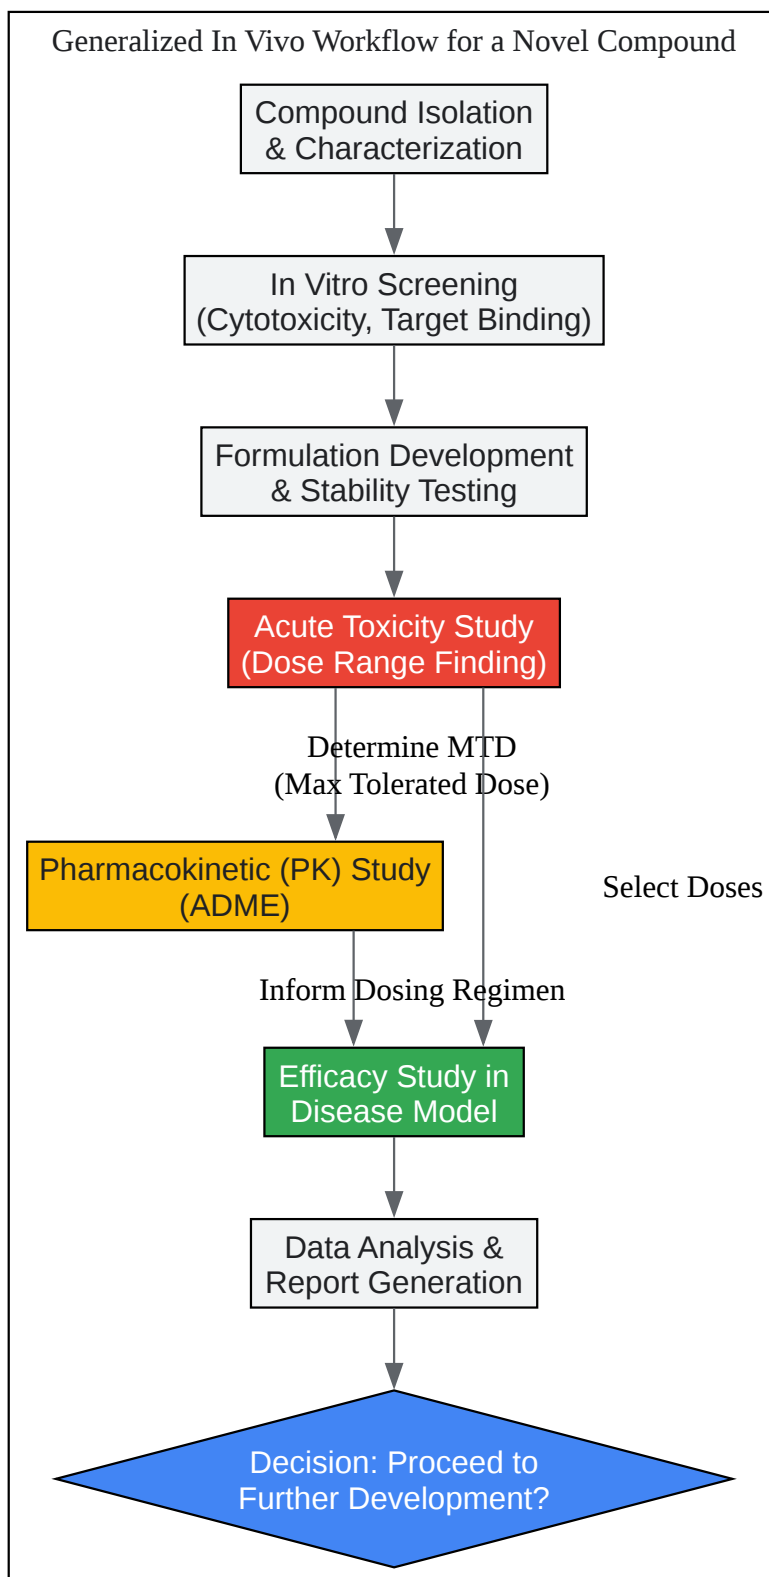 Generalized In Vivo Workflow for a Novel Compound
Compound Isolation
& Characterization
In Vitro Screening
(Cytotoxicity, Target Binding)
Formulation Development
& Stability Testing
Acute Toxicity Study
(Dose Range Finding)
Determine MTD
(Max Tolerated Dose)
Pharmacokinetic (PK) Study
(ADME)
Select Doses
Inform Dosing Regimen
Efficacy Study in
Disease Model
Data Analysis &
Report Generation
Decision: Proceed to
Further Development?